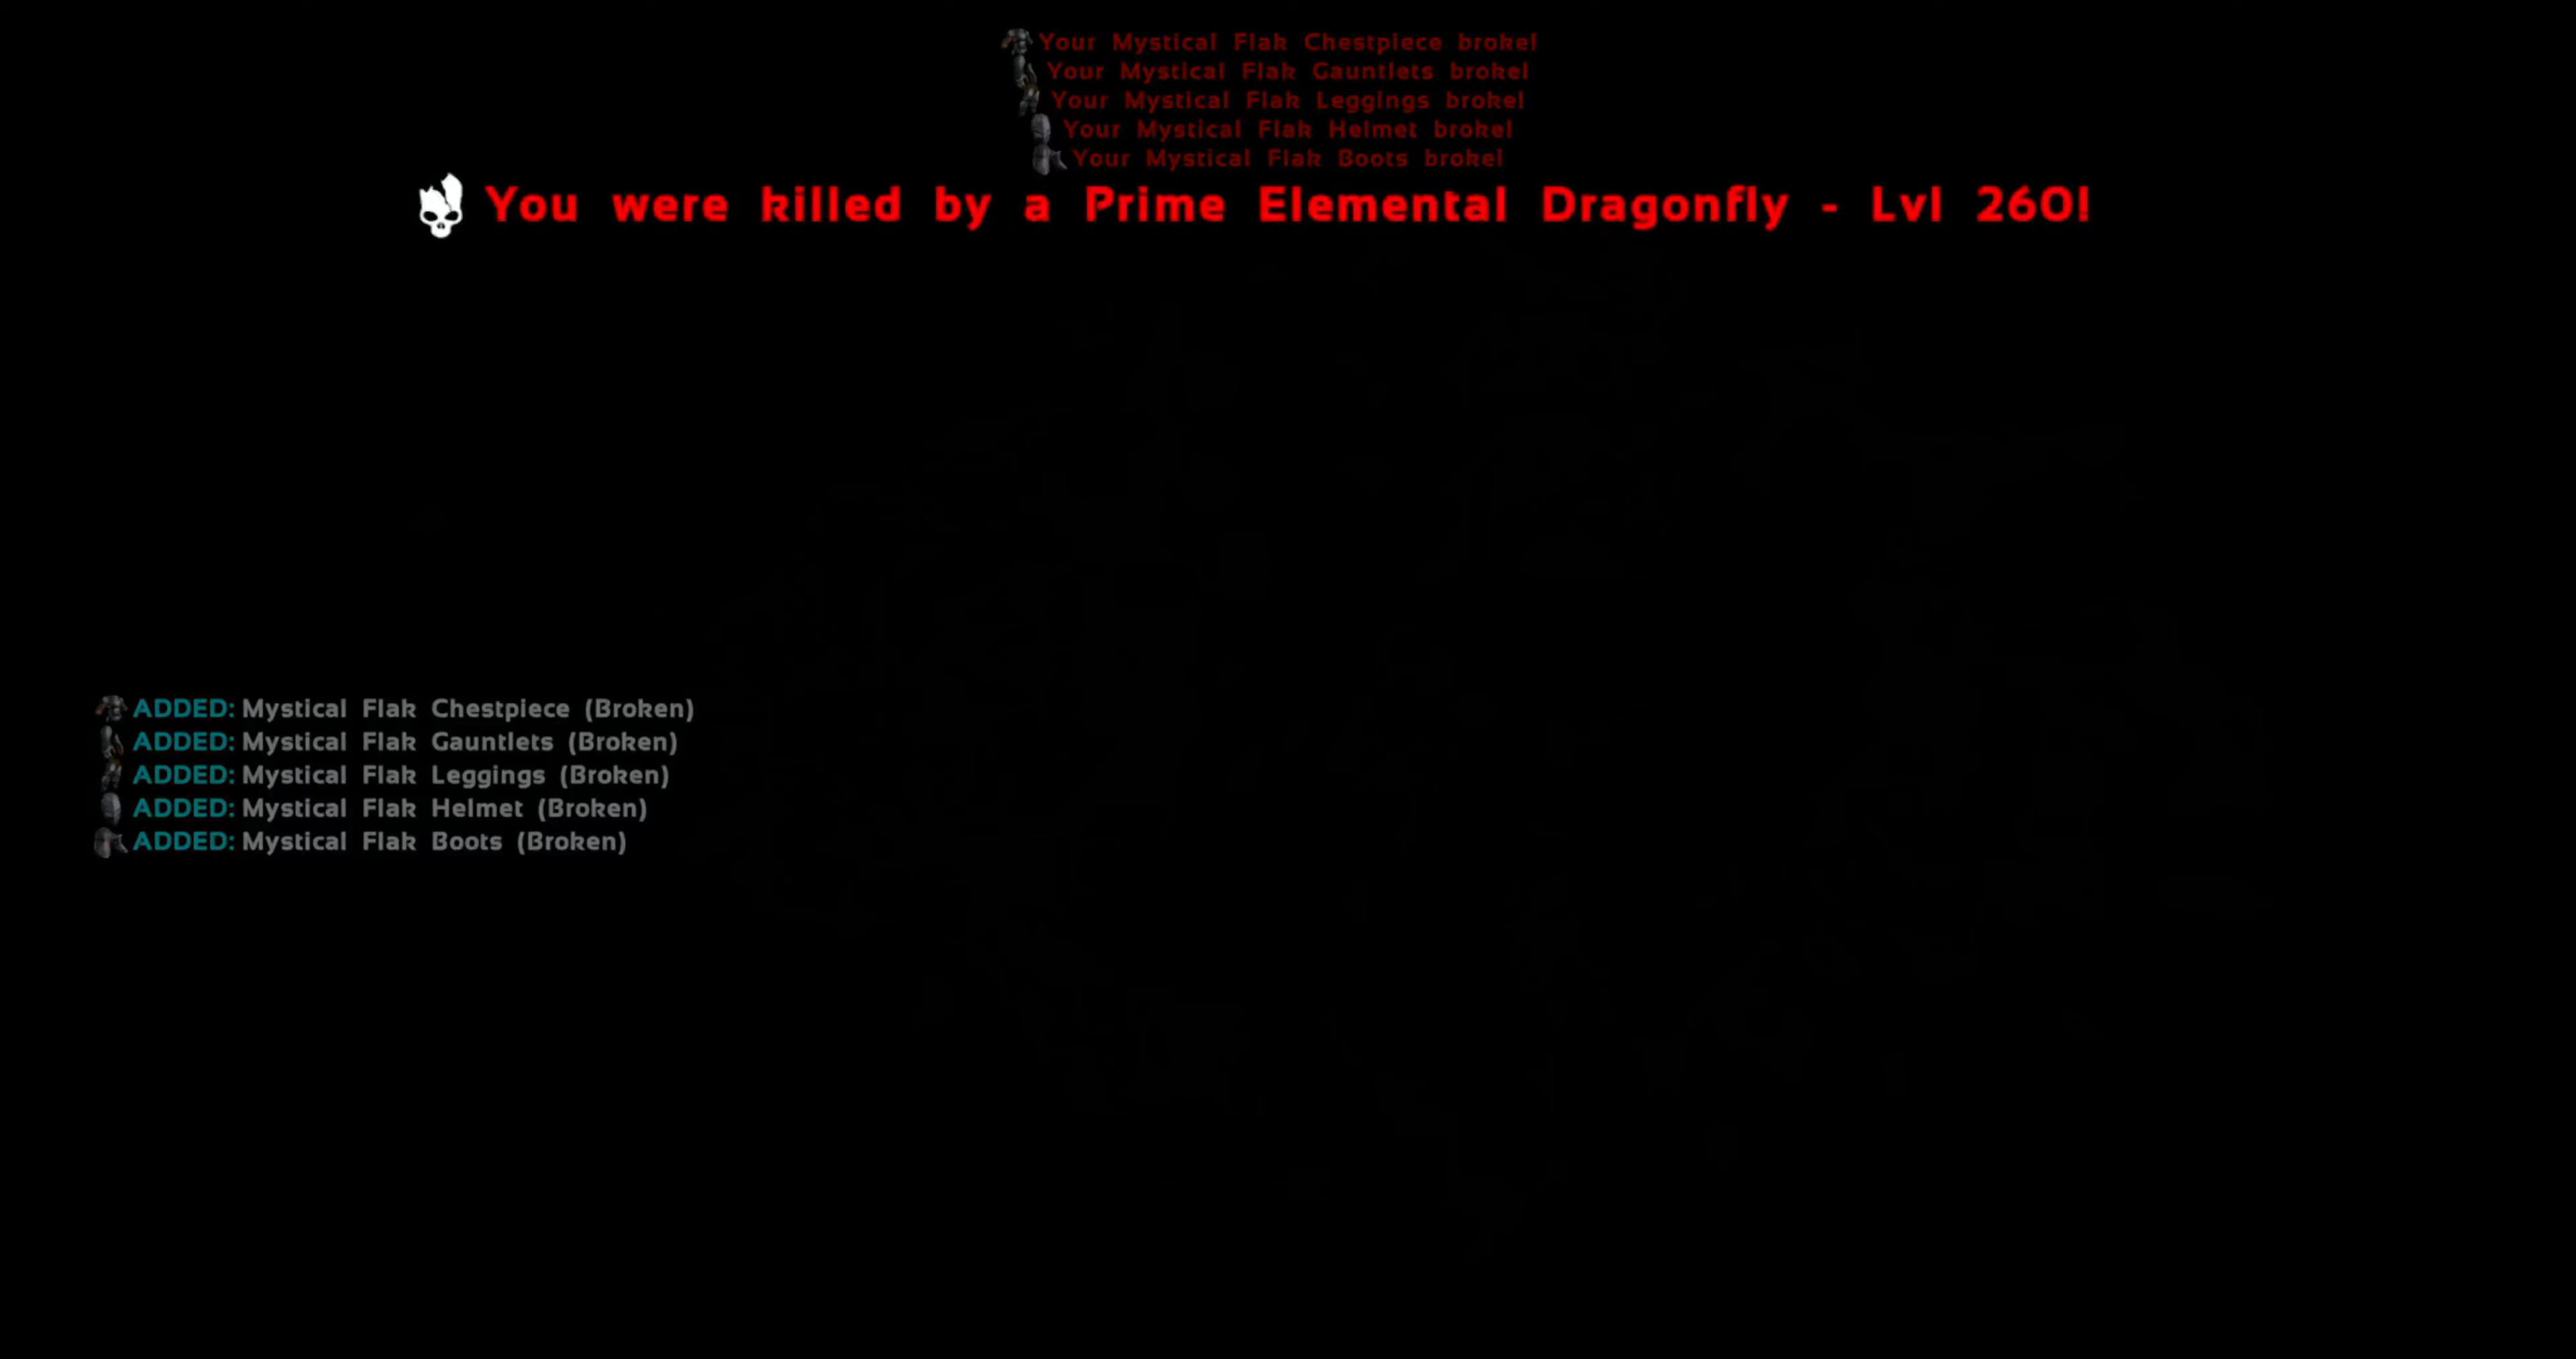 Your Mystical Flak Chestpiece broke!
Your Mystical Flak Gauntlets broke!
Your Mystical Flak Leggings broke!
Your Mystical Flak Helmet broke!
Your Mystical Flak Boots broke!
You were killed by a Prime Elemental Dragonfly - Lvl 260!
ADDED: Mystical Flak Chestpiece (Broken)
ADDED: Mystical Flak Gauntlets (Broken)
ADDED: Mystical Flak Leggings (Broken)
ADDED: Mystical Flak Helmet (Broken)
ADDED: Mystical Flak Boots (Broken)